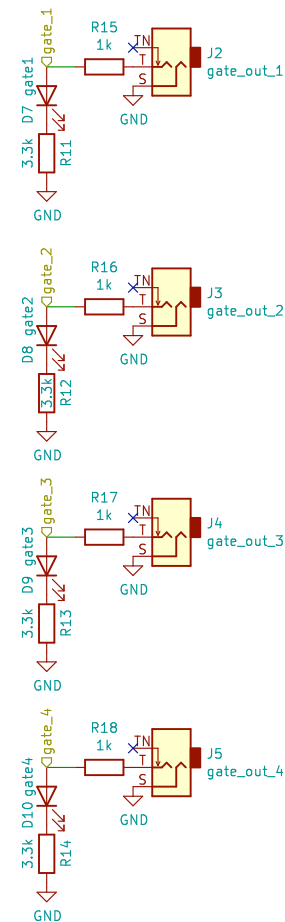 gate_1
R15
1k
TN
T
S
J2
gate_out_1
GND
D7 gate1
3.3k
R11
GND
gate_2
R16
1k
TN
T
S
J3
gate_out_2
GND
D8 gate2
3.3k
R12
GND
gate_3
R17
1k
TN
T
S
J4
gate_out_3
GND
D9 gate3
3.3k
R13
GND
gate_4
R18
1k
TN
T
S
J5
gate_out_4
GND
D10 gate4
3.3k
R14
GND